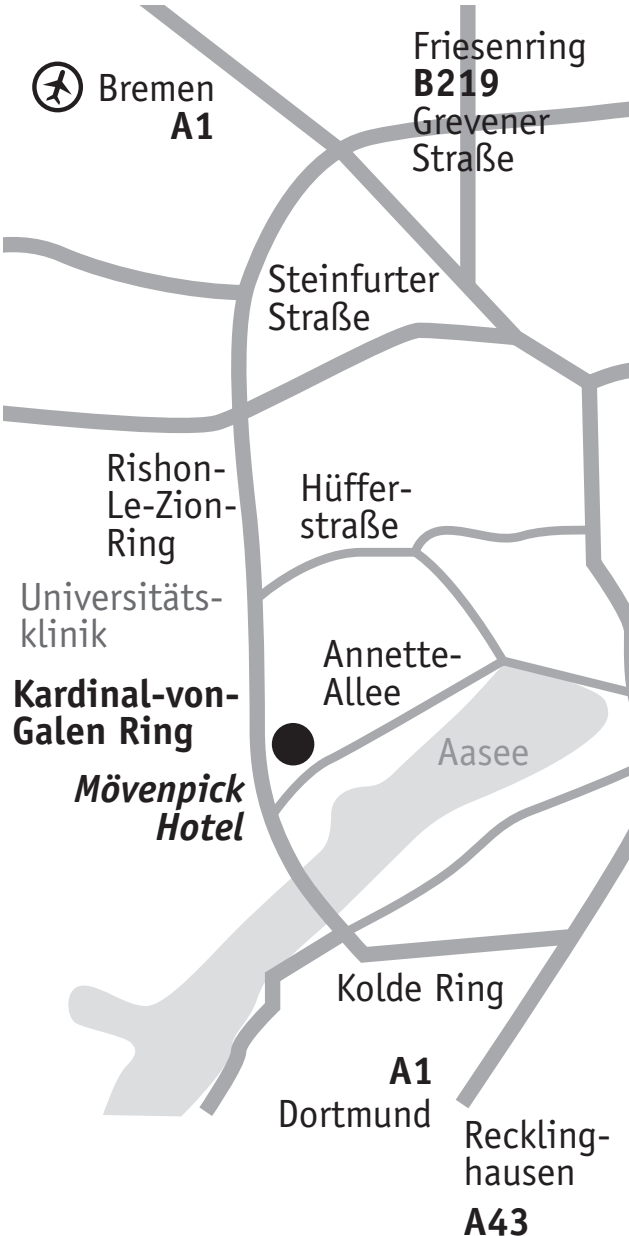 Friesenring
B219
Grevener
Straße
Bremen
A1
Steinfurter
Straße
Rishon-
Le-Zion-
Ring
Hüffer-
straße
Universitäts-
klinik
Annette-
Allee
Kardinal-von-
Galen Ring
Aasee
Mövenpick
Hotel
Kolde Ring
A1
Dortmund
Reckling-
hausen
A43